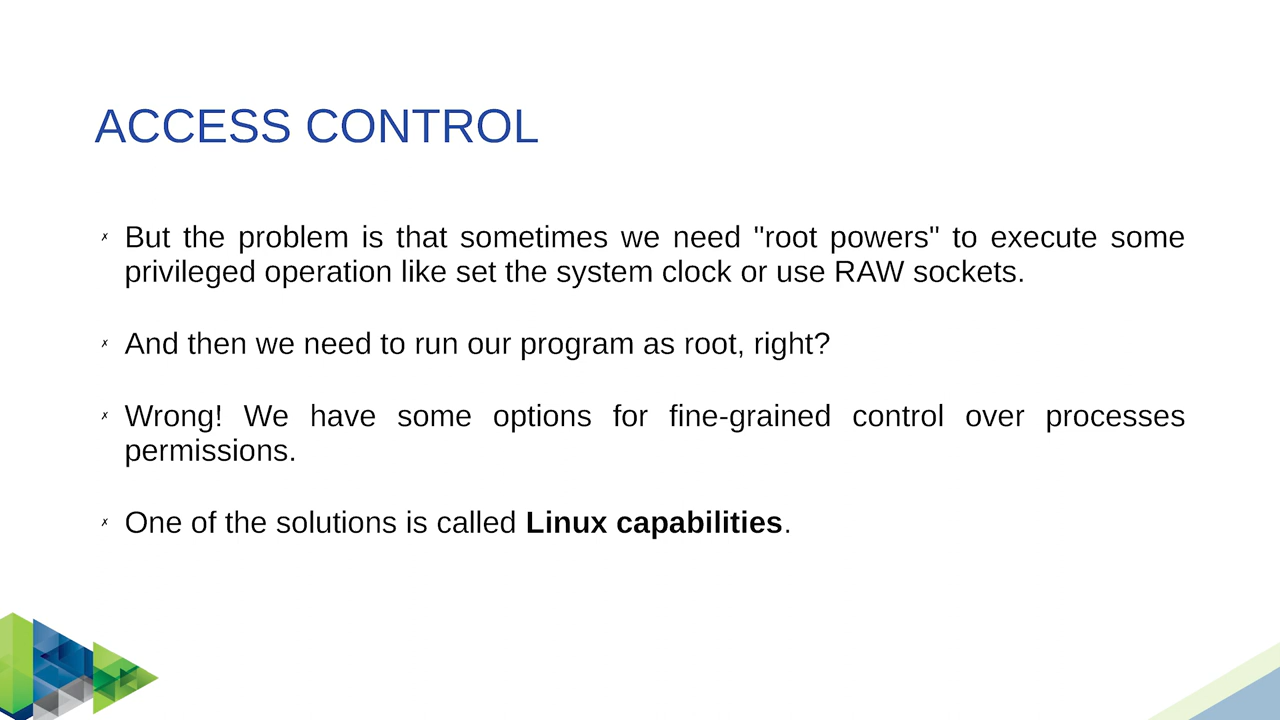 ACCESS CONTROL
✗ But the problem is that sometimes we need "root powers" to execute some
privileged operation like set the system clock or use RAW sockets.
✗ And then we need to run our program as root, right?
✗ Wrong! We have some options for fine-grained control over processes
permissions.
✗ One of the solutions is called Linux capabilities.